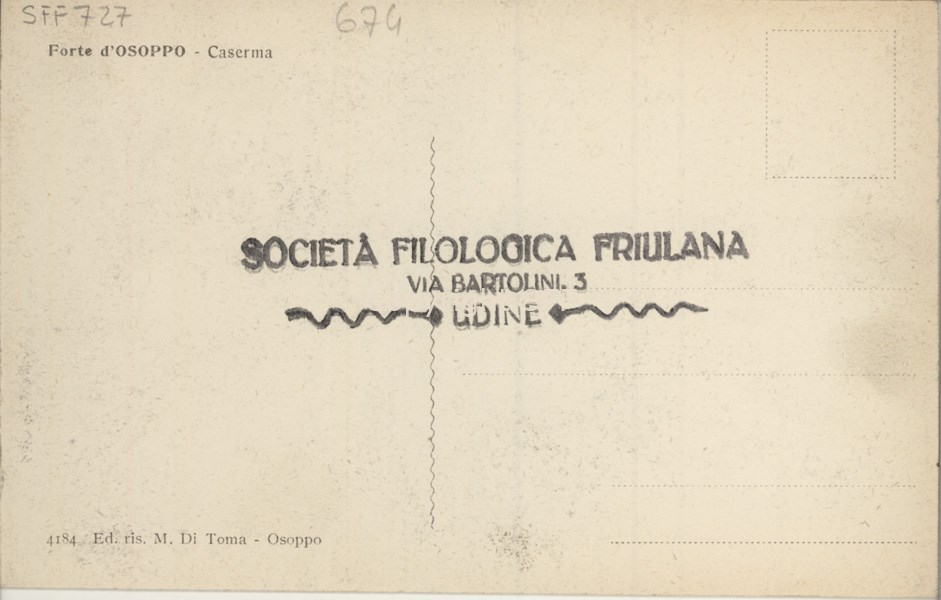 SFF727
674
Forte d'OSOPPO - Caserma
SOCIETÀ FILOLOGICA FRIULANA
VIA BARTOLINI. 3
UDINE
4184 Ed. ris. M. Di Toma - Osoppo